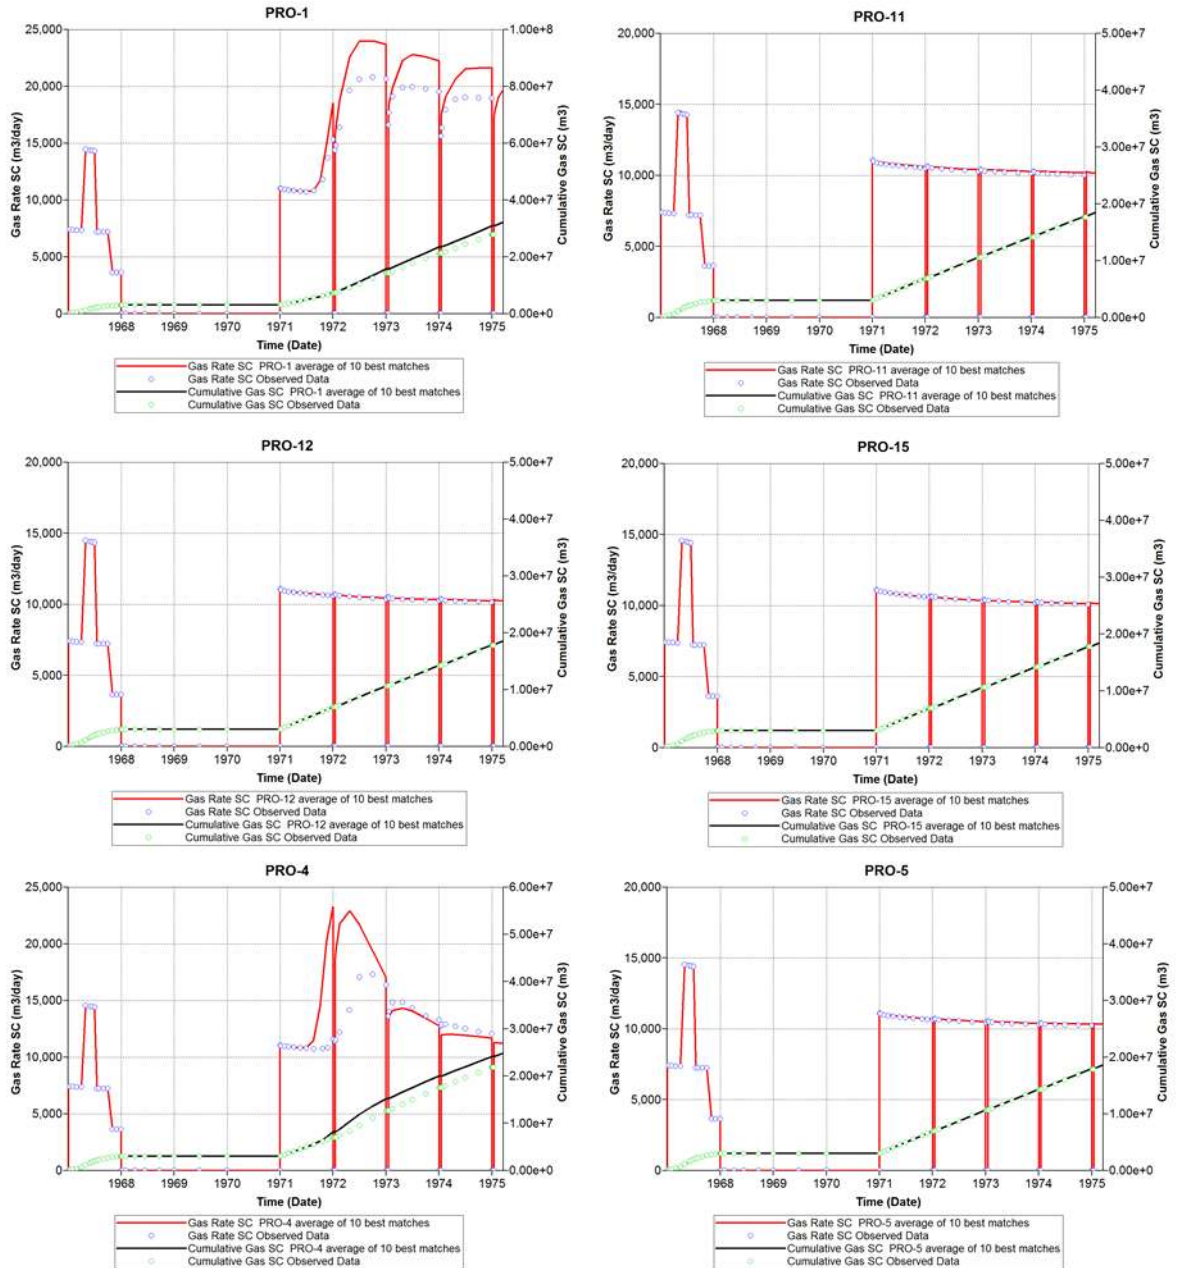 PRO-1
Gas Rate SC (m3/day)
25,000
20,000
15,000
10,000
5,000
0
1968 1969 1970 1971 1972 1973 1974 1975
Time (Date)
Cumulative Gas SC (m3)
1.00e+8
8.00e+7
6.00e+7
4.00e+7
2.00e+7
0.00e+0
Gas Rate SC PRO-1 average of 10 best matches
Gas Rate SC Observed Data
Cumulative Gas SC PRO-1 average of 10 best matches
Cumulative Gas SC Observed Data
PRO-11
Gas Rate SC (m3/day)
20,000
15,000
10,000
5,000
0
1968 1969 1970 1971 1972 1973 1974 1975
Time (Date)
Cumulative Gas SC (m3)
5.00e+7
4.00e+7
3.00e+7
2.00e+7
1.00e+7
0.00e+0
Gas Rate SC PRO-11 average of 10 best matches
Gas Rate SC Observed Data
Cumulative Gas SC PRO-11 average of 10 best matches
Cumulative Gas SC Observed Data
PRO-12
Gas Rate SC (m3/day)
20,000
15,000
10,000
5,000
0
1968 1969 1970 1971 1972 1973 1974 1975
Time (Date)
Cumulative Gas SC (m3)
5.00e+7
4.00e+7
3.00e+7
2.00e+7
1.00e+7
0.00e+0
Gas Rate SC PRO-12 average of 10 best matches
Gas Rate SC Observed Data
Cumulative Gas SC PRO-12 average of 10 best matches
Cumulative Gas SC Observed Data
PRO-15
Gas Rate SC (m3/day)
20,000
15,000
10,000
5,000
0
1968 1969 1970 1971 1972 1973 1974 1975
Time (Date)
Cumulative Gas SC (m3)
5.00e+7
4.00e+7
3.00e+7
2.00e+7
1.00e+7
0.00e+0
Gas Rate SC PRO-15 average of 10 best matches
Gas Rate SC Observed Data
Cumulative Gas SC PRO-15 average of 10 best matches
Cumulative Gas SC Observed Data
PRO-4
Gas Rate SC (m3/day)
25,000
20,000
15,000
10,000
5,000
0
1968 1969 1970 1971 1972 1973 1974 1975
Time (Date)
Cumulative Gas SC (m3)
6.00e+7
5.00e+7
4.00e+7
3.00e+7
2.00e+7
1.00e+7
0.00e+0
Gas Rate SC PRO-4 average of 10 best matches
Gas Rate SC Observed Data
Cumulative Gas SC PRO-4 average of 10 best matches
Cumulative Gas SC Observed Data
PRO-5
Gas Rate SC (m3/day)
20,000
15,000
10,000
5,000
0
1968 1969 1970 1971 1972 1973 1974 1975
Time (Date)
Cumulative Gas SC (m3)
5.00e+7
4.00e+7
3.00e+7
2.00e+7
1.00e+7
0.00e+0
Gas Rate SC PRO-5 average of 10 best matches
Gas Rate SC Observed Data
Cumulative Gas SC PRO-5 average of 10 best matches
Cumulative Gas SC Observed Data